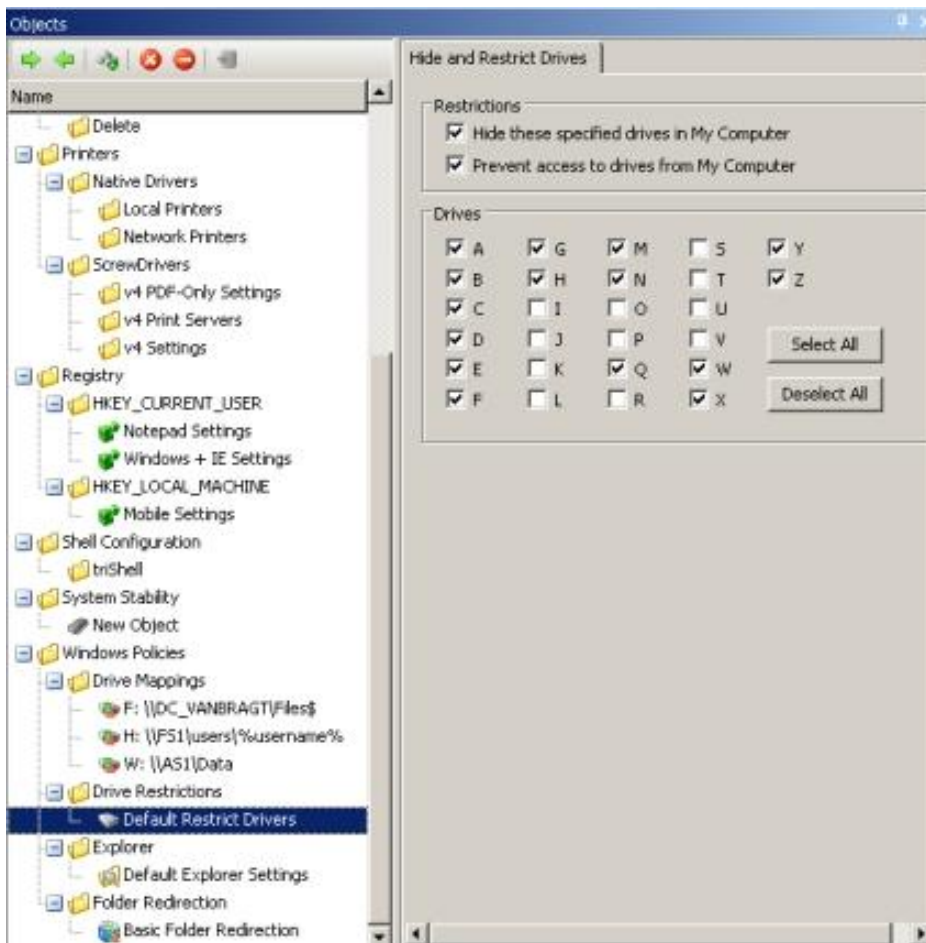 Objects
Name
Delete
Printers
Native Drivers
Local Printers
Network Printers
ScrewDrivers
v4 PDF-Only Settings
v4 Print Servers
v4 Settings
Registry
HKEY_CURRENT_USER
Notepad Settings
Windows + IE Settings
HKEY_LOCAL_MACHINE
Mobile Settings
Shell Configuration
triShell
System Stability
New Object
Windows Policies
Drive Mappings
F: \\DC_VANBRAGT\Files$
H: \\FS1\users\%username%
W: \\AS1\Data
Drive Restrictions
Default Restrict Drivers
Explorer
Default Explorer Settings
Folder Redirection
Basic Folder Redirection
Hide and Restrict Drives
Restrictions
Hide these specified drives in My Computer
Prevent access to drives from My Computer
Drives
A G M S Y
B H N T Z
C I O U
D J P V
E K Q W
F L R X
Select All
Deselect All